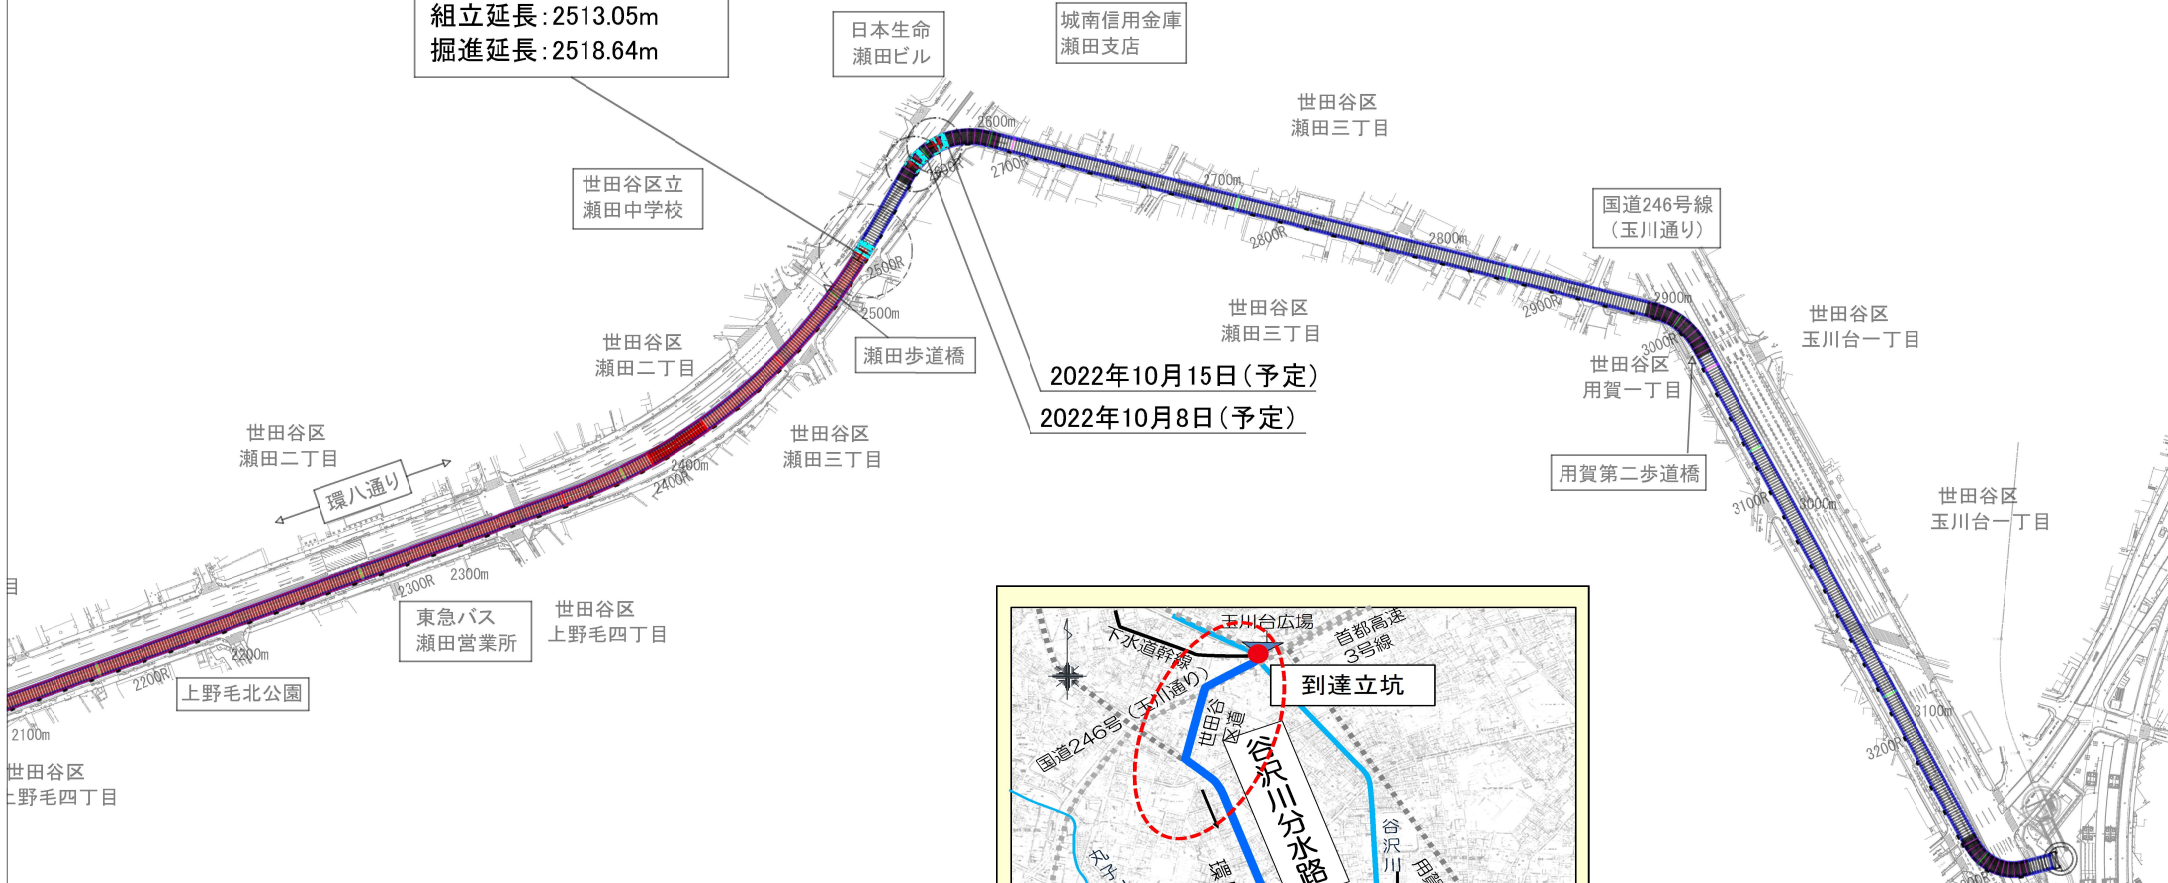 組立延長：2513.05m
掘進延長：2518.64m
日本生命
瀬田ビル
城南信用金庫
瀬田支店
世田谷区
瀬田三丁目
世田谷区立
瀬田中学校
国道246号線
（玉川通り）
2600m
2700R
2600R
2700m
2800R
2800m
2900R
2900m
3000R
2500R
2500m
瀬田歩道橋
世田谷区
瀬田三丁目
世田谷区
玉川台一丁目
世田谷区
用賀一丁目
世田谷区
瀬田二丁目
2022年10月15日（予定）
2022年10月8日（予定）
世田谷区
瀬田二丁目
環八通り
世田谷区
瀬田三丁目
2400m
2400R
用賀第二歩道橋
3100R
3000m
世田谷区
玉川台一丁目
2300R
2300m
東急バス
瀬田営業所
世田谷区
上野毛四丁目
目
2200m
2200R
上野毛北公園
2100m
世田谷区
上野毛四丁目
3100m
3200R
玉川台広場
首都高速
3号線
下水道幹線
到達立坑
国道246号（玉川通り）
世田谷
区道
谷沢川分水路
谷沢川
用賀
丸子
環